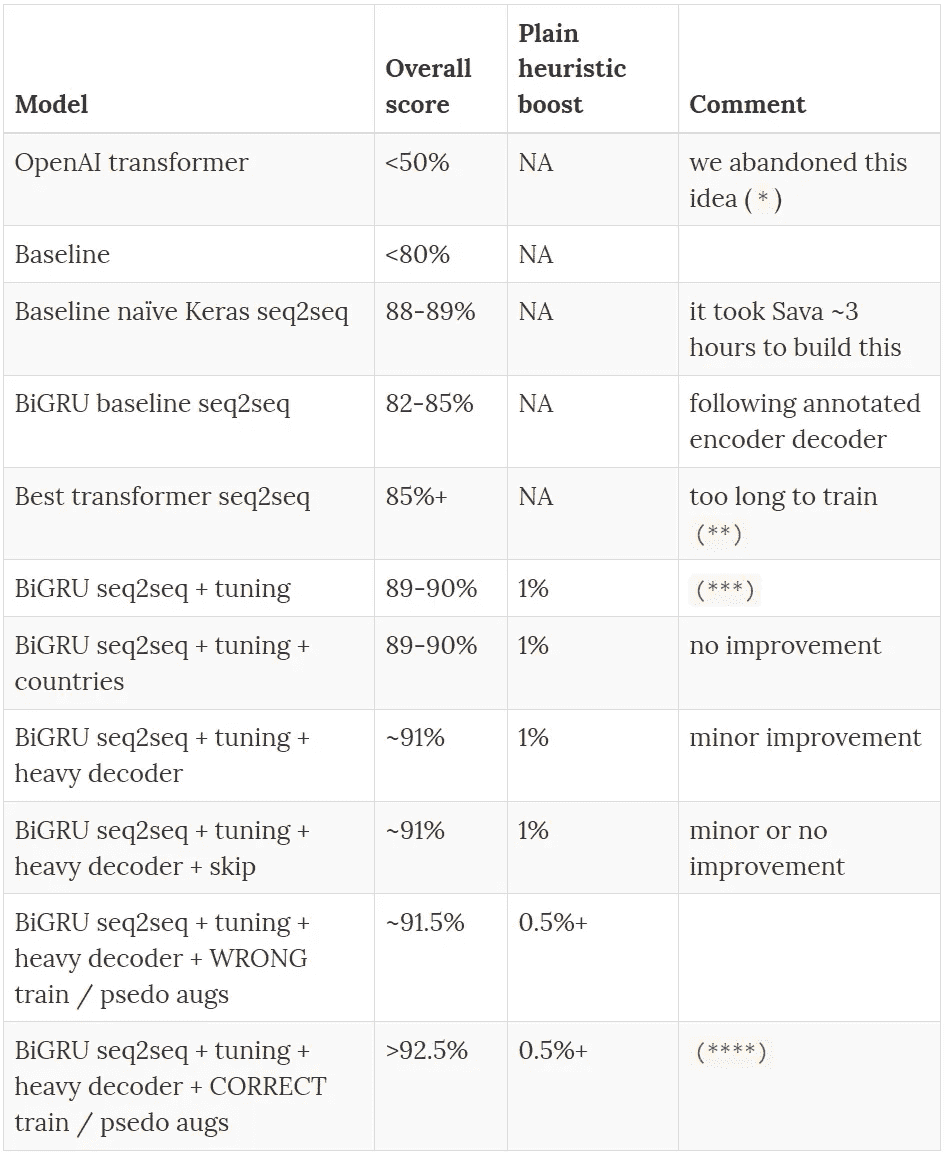 Model
Overall
score
Plain
heuristic
boost
Comment
OpenAI transformer
<50%
NA
we abandoned this
idea (*)
Baseline
<80%
NA
Baseline naïve Keras seq2seq
88-89%
NA
it took Sava ~3
hours to build this
BiGRU baseline seq2seq
82-85%
NA
following annotated
encoder decoder
Best transformer seq2seq
85%+
NA
too long to train
(**)
BiGRU seq2seq + tuning
89-90%
1%
(***)
BiGRU seq2seq + tuning +
countries
89-90%
1%
no improvement
BiGRU seq2seq + tuning +
heavy decoder
~91%
1%
minor improvement
BiGRU seq2seq + tuning +
heavy decoder + skip
~91%
1%
minor or no
improvement
BiGRU seq2seq + tuning +
heavy decoder + WRONG
train / psedo augs
~91.5%
0.5%+
BiGRU seq2seq + tuning +
heavy decoder + CORRECT
train / psedo augs
>92.5%
0.5%+
(****)